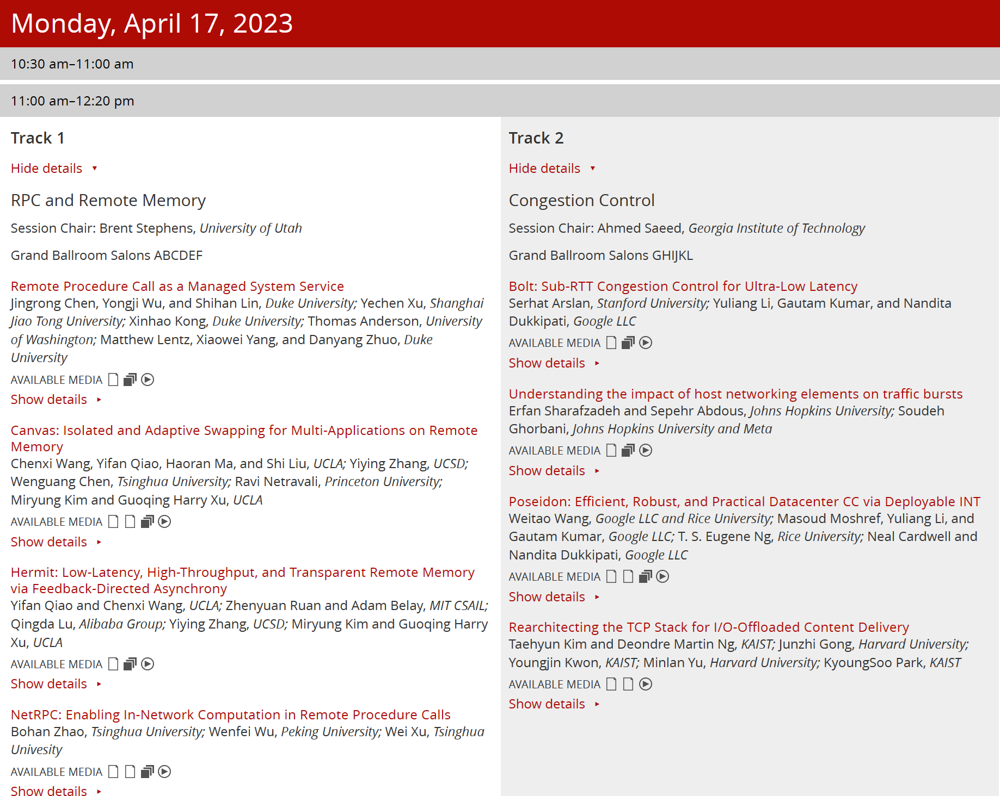 Monday, April 17, 2023
10:30 am–11:00 am
11:00 am–12:20 pm
Track 1
Hide details
RPC and Remote Memory
Session Chair: Brent Stephens, University of Utah
Grand Ballroom Salons ABCDEF
Remote Procedure Call as a Managed System Service
Jingrong Chen, Yongji Wu, and Shihan Lin, Duke University; Yechen Xu, Shanghai
Jiao Tong University; Xinhao Kong, Duke University; Thomas Anderson, University
of Washington; Matthew Lentz, Xiaowei Yang, and Danyang Zhuo, Duke
University
AVAILABLE MEDIA
Show details
Canvas: Isolated and Adaptive Swapping for Multi-Applications on Remote
Memory
Chenxi Wang, Yifan Qiao, Haoran Ma, and Shi Liu, UCLA; Yiying Zhang, UCSD;
Wenguang Chen, Tsinghua University; Ravi Netravali, Princeton University;
Miryung Kim and Guoqing Harry Xu, UCLA
AVAILABLE MEDIA
Show details
Hermit: Low-Latency, High-Throughput, and Transparent Remote Memory
via Feedback-Directed Asynchrony
Yifan Qiao and Chenxi Wang, UCLA; Zhenyuan Ruan and Adam Belay, MIT CSAIL;
Qingda Lu, Alibaba Group; Yiying Zhang, UCSD; Miryung Kim and Guoqing Harry
Xu, UCLA
AVAILABLE MEDIA
Show details
NetRPC: Enabling In-Network Computation in Remote Procedure Calls
Bohan Zhao, Tsinghua University; Wenfei Wu, Peking University; Wei Xu, Tsinghua
Univesity
AVAILABLE MEDIA
Show details
Track 2
Hide details
Congestion Control
Session Chair: Ahmed Saeed, Georgia Institute of Technology
Grand Ballroom Salons GHIJKL
Bolt: Sub-RTT Congestion Control for Ultra-Low Latency
Serhat Arslan, Stanford University; Yuliang Li, Gautam Kumar, and Nandita
Dukkipati, Google LLC
AVAILABLE MEDIA
Show details
Understanding the impact of host networking elements on traffic bursts
Erfan Sharafzadeh and Sepehr Abdous, Johns Hopkins University; Soudeh
Ghorbani, Johns Hopkins University and Meta
AVAILABLE MEDIA
Show details
Poseidon: Efficient, Robust, and Practical Datacenter CC via Deployable INT
Weitao Wang, Google LLC and Rice University; Masoud Moshref, Yuliang Li, and
Gautam Kumar, Google LLC; T. S. Eugene Ng, Rice University; Neal Cardwell and
Nandita Dukkipati, Google LLC
AVAILABLE MEDIA
Show details
Rearchitecting the TCP Stack for I/O-Offloaded Content Delivery
Taehyun Kim and Deondre Martin Ng, KAIST; Junzhi Gong, Harvard University;
Youngjin Kwon, KAIST; Minlan Yu, Harvard University; KyoungSoo Park, KAIST
AVAILABLE MEDIA
Show details